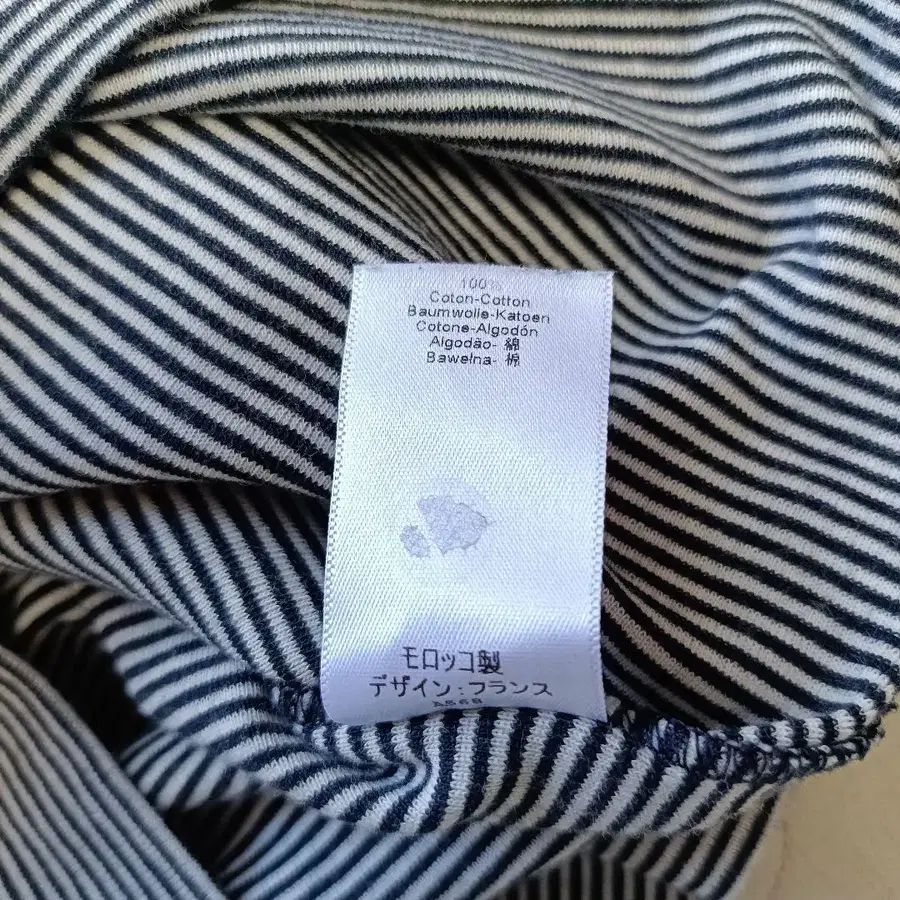 100%
Coton-Cotton
Baumwolle-Katoen
Cotone-Algodón
Algodão- 綿
Bawełna- 棉
モロッコ製
デザイン:フランス
A568